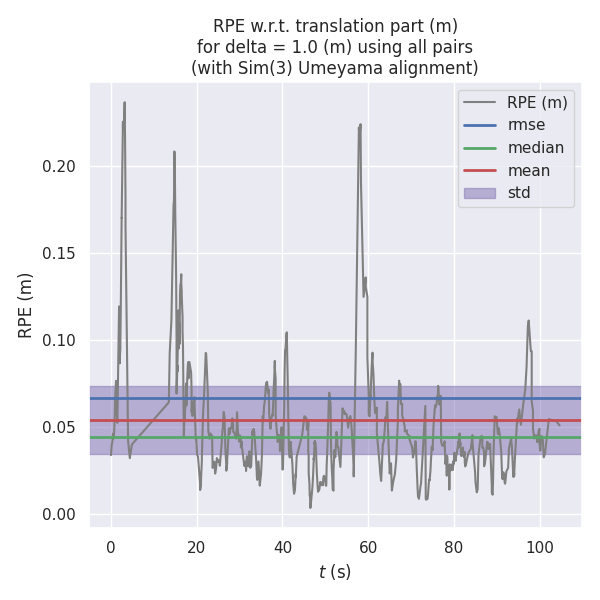 RPE w.r.t. translation part (m)
for delta = 1.0 (m) using all pairs
(with Sim(3) Umeyama alignment)
RPE (m)
rmse
median
mean
std
RPE (m)
0.20
0.15
0.10
0.05
0.00
0 20 40 60 80 100
t (s)